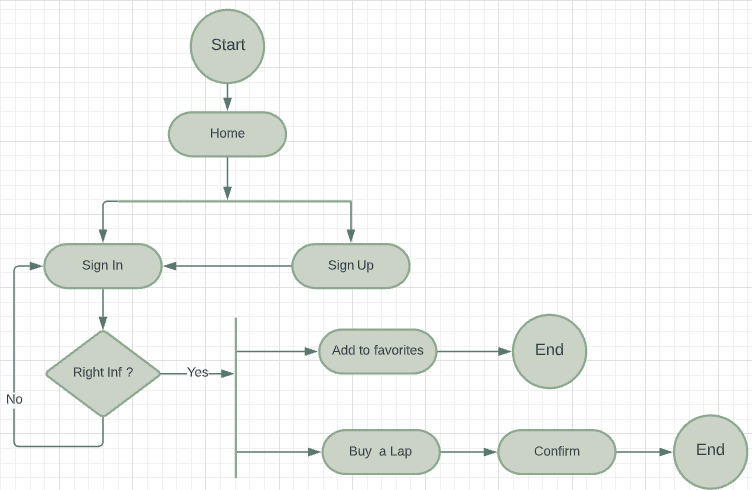 Start
Home
Sign In
Sign Up
Right Inf ?
Yes
No
Add to favorites
End
Buy a Lap
Confirm
End